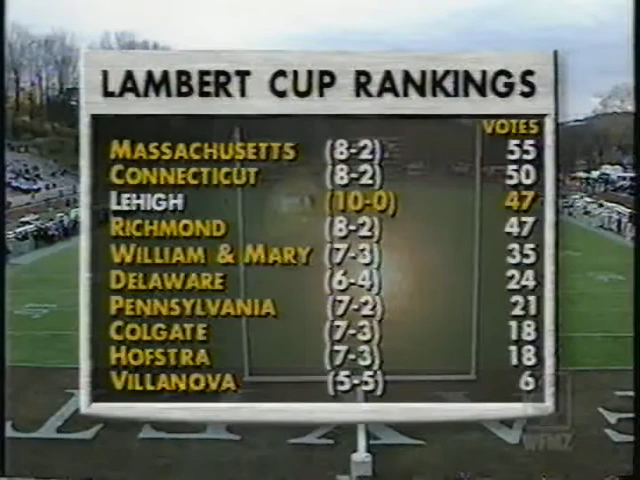 LAMBERT CUP RANKINGS
VOTES
MASSACHUSETTS (8-2) 55
CONNECTICUT (8-2) 50
LEHIGH (10-0) 47
RICHMOND (8-2) 47
WILLIAM & MARY (7-3) 35
DELAWARE (6-4) 24
PENNSYLVANIA (7-2) 21
COLGATE (7-3) 18
HOFSTRA (7-3) 18
VILLANOVA (5-5) 6
WFMZ